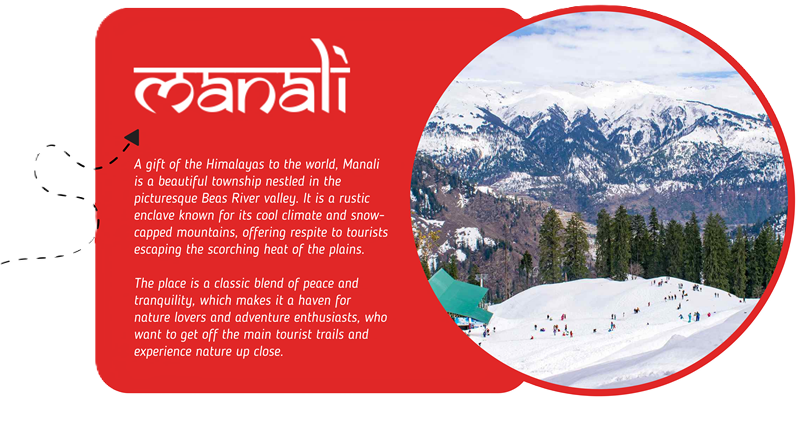 manali
A gift of the Himalayas to the world, Manali
is a beautiful township nestled in the
picturesque Beas River valley. It is a rustic
enclave known for its cool climate and snow-
capped mountains, offering respite to tourists
escaping the scorching heat of the plains.
The place is a classic blend of peace and
tranquility, which makes it a haven for
nature lovers and adventure enthusiasts, who
want to get off the main tourist trails and
experience nature up close.